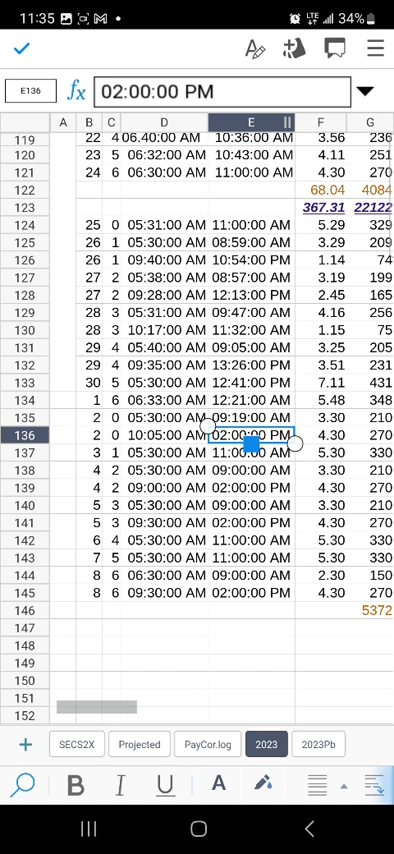 11:35 LTE 34%
E136 fx 02:00:00 PM
A B C D E F G
119 22 4 06.40:00 AM 10:36:00 AM 3.56 236
120 23 5 06:32:00 AM 10:43:00 AM 4.11 251
121 24 6 06:30:00 AM 11:00:00 AM 4.30 270
122 68.04 4084
123 367.31 22122
124 25 0 05:31:00 AM 11:00:00 AM 5.29 329
125 26 1 05:30:00 AM 08:59:00 AM 3.29 209
126 26 1 09:40:00 AM 10:54:00 PM 1.14 74
127 27 2 05:38:00 AM 08:57:00 AM 3.19 199
128 27 2 09:28:00 AM 12:13:00 PM 2.45 165
129 28 3 05:31:00 AM 09:47:00 AM 4.16 256
130 28 3 10:17:00 AM 11:32:00 AM 1.15 75
131 29 4 05:40:00 AM 09:05:00 AM 3.25 205
132 29 4 09:35:00 AM 13:26:00 PM 3.51 231
133 30 5 05:30:00 AM 12:41:00 PM 7.11 431
134 1 6 06:33:00 AM 12:21:00 AM 5.48 348
135 2 0 05:30:00 AM 09:19:00 AM 3.30 210
136 2 0 10:05:00 AM 02:00:00 PM 4.30 270
137 3 1 05:30:00 AM 11:00:00 AM 5.30 330
138 4 2 05:30:00 AM 09:00:00 AM 3.30 210
139 4 2 09:00:00 AM 02:00:00 PM 4.30 270
140 5 3 05:30:00 AM 09:00:00 AM 3.30 210
141 5 3 09:30:00 AM 02:00:00 PM 4.30 270
142 6 4 05:30:00 AM 11:00:00 AM 5.30 330
143 7 5 05:30:00 AM 11:00:00 AM 5.30 330
144 8 6 06:30:00 AM 09:00:00 AM 2.30 150
145 8 6 09:30:00 AM 02:00:00 PM 4.30 270
146 5372
147
148
149
150
151
152
+ SECS2X Projected PayCor.log 2023 2023Pb
B I U A